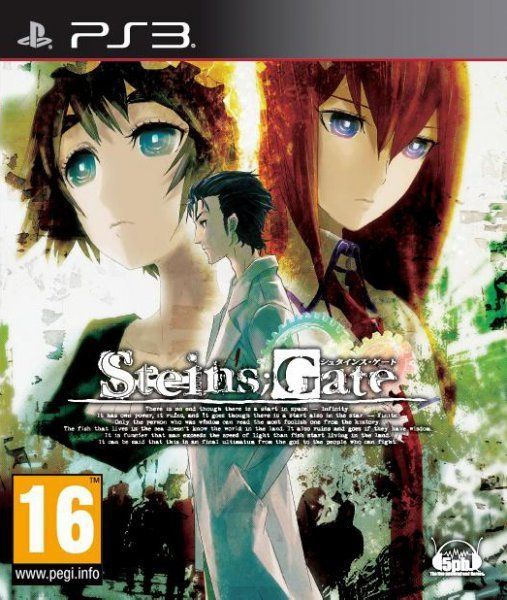 PS3
シュタインズ・ゲート
Steins;Gate
There is no end though there is a start in space — Infinity
It has own power, it ruins, and it goes though there is a start also in the star — Finite
Only the person who was wisdom can read the most foolish one from the history.
The fish that lives in the sea doesn't know the world in the land. It also ruins and goes if they have wisdom.
It is funnier that man exceeds the speed of light than fish start living in the land.
It can be said that this is an final ultimatum from the god to the people who can fight.
16
TM
www.pegi.info
5pb.